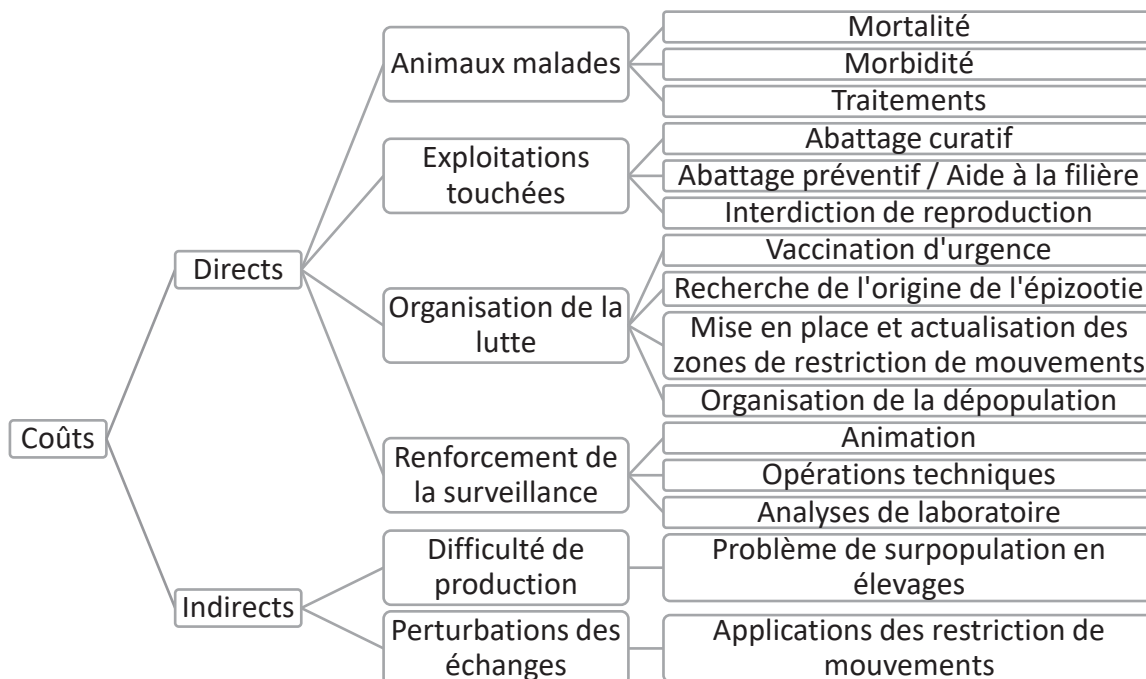 Coûts
Directs
Animaux malades
Mortalité
Morbidité
Traitements
Exploitations
touchées
Abattage curatif
Abattage préventif / Aide à la filière
Interdiction de reproduction
Organisation de la
lutte
Vaccination d'urgence
Recherche de l'origine de l'épizootie
Mise en place et actualisation des
zones de restriction de mouvements
Organisation de la dépopulation
Renforcement de
la surveillance
Animation
Opérations techniques
Analyses de laboratoire
Indirects
Difficulté de
production
Problème de surpopulation en
élevages
Perturbations des
échanges
Applications des restriction de
mouvements